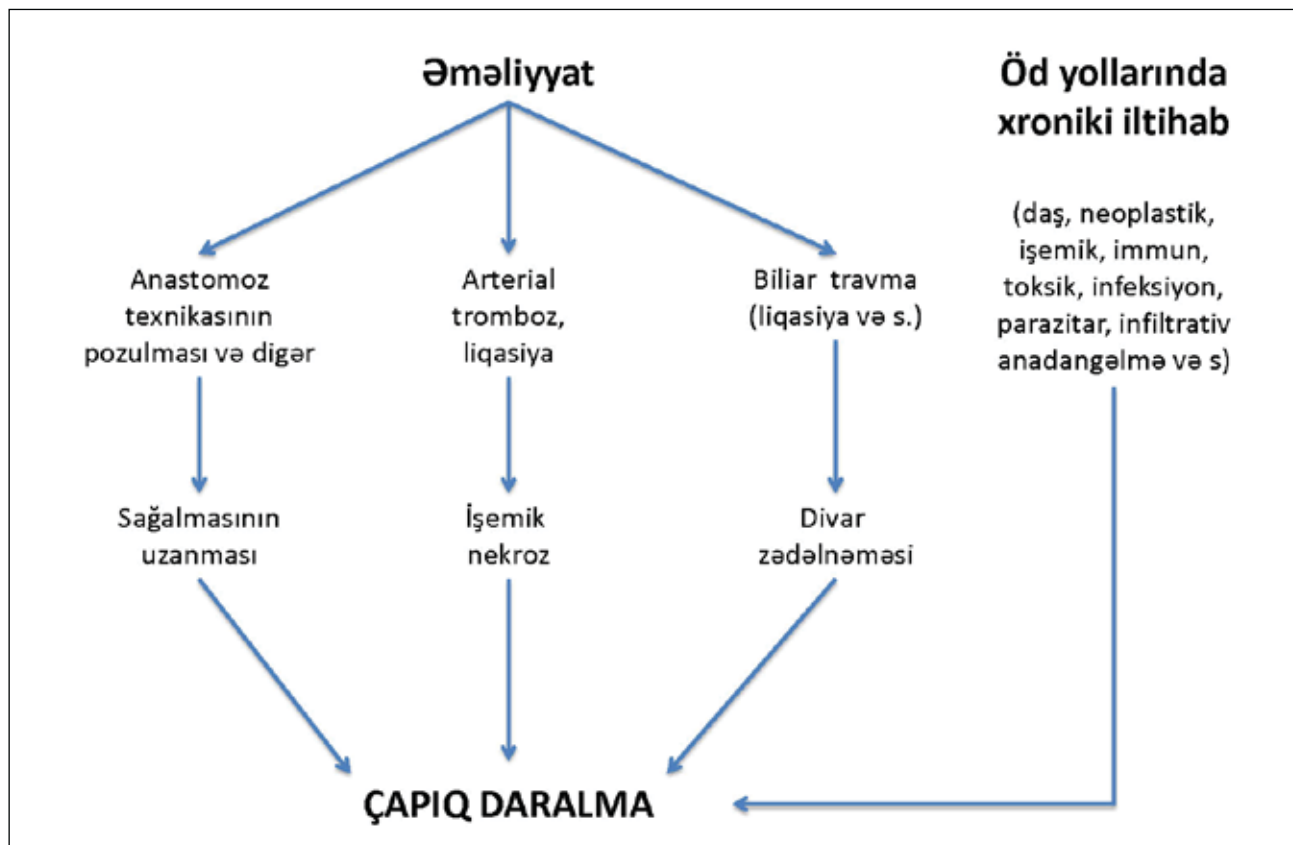 Əməliyyat
Öd yollarında
xroniki iltihab
(daş, neoplastik,
işemik, immun,
toksik, infeksiyon,
parazitar, infiltrativ
anadangəlmə və s)
Anastomoz
texnikasının
pozulması və digər
Arterial
tromboz,
liqasiya
Biliar travma
(liqasiya və s.)
Sağalmasının
uzanması
İşemik
nekroz
Divar
zədəlnəməsi
ÇAPIQ DARALMA